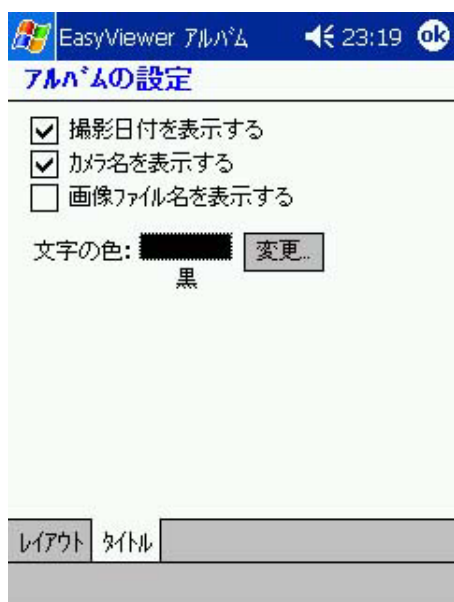 EasyViewer ｱﾙﾊﾞﾑ 23:19 ok
ｱﾙﾊﾞﾑの設定
撮影日付を表示する
ｶﾒﾗ名を表示する
画像ﾌｧｲﾙ名を表示する
文字の色: 変更...
黒
ﾚｲｱｳﾄ ﾀｲﾄﾙ